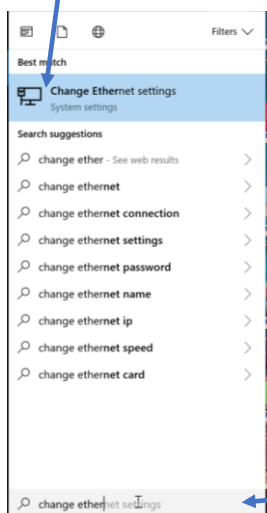 Filters
Best match
Change Ethernet settings
System settings
Search suggestions
change ether - See web results
change ethernet
change ethernet connection
change ethernet settings
change ethernet password
change ethernet name
change ethernet ip
change ethernet speed
change ethernet card
change ethernet settings